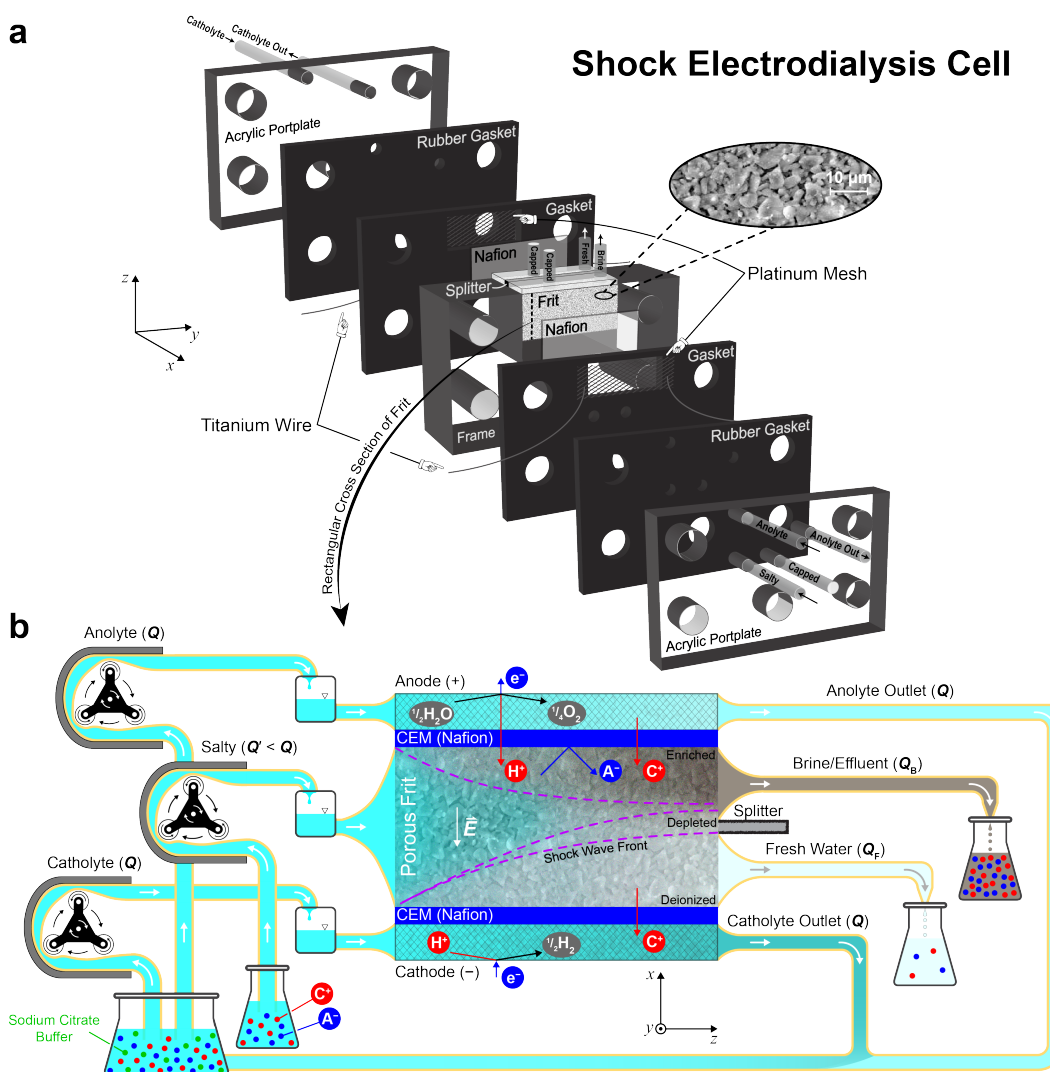 a
Shock Electrodialysis Cell
Catholyte
Catholyte Out
Acrylic Portplate
Rubber Gasket
10 µm
Gasket
Nafion
Capped
Capped
Fresh
Brine
Platinum Mesh
Splitter
Frit
Nafion
z
y
x
Gasket
Titanium Wire
Frame
Rubber Gasket
Rectangular Cross Section of Frit
Anolyte
Anolyte Out
Salty
Capped
Acrylic Portplate
b
Anolyte (Q)
Anode (+)
e⁻
Anolyte Outlet (Q)
½H₂O
¼O₂
CEM (Nafion)
Enriched
Salty (Q' < Q)
H⁺
A⁻
C⁺
Brine/Effluent (Q_B)
Porous Frit
E⃗
Depleted
Splitter
Shock Wave Front
Fresh Water (Q_F)
Catholyte (Q)
Deionized
CEM (Nafion)
Catholyte Outlet (Q)
H⁺
½H₂
C⁺
Cathode (−)
e⁻
C⁺
A⁻
x
y
z
Sodium Citrate
Buffer